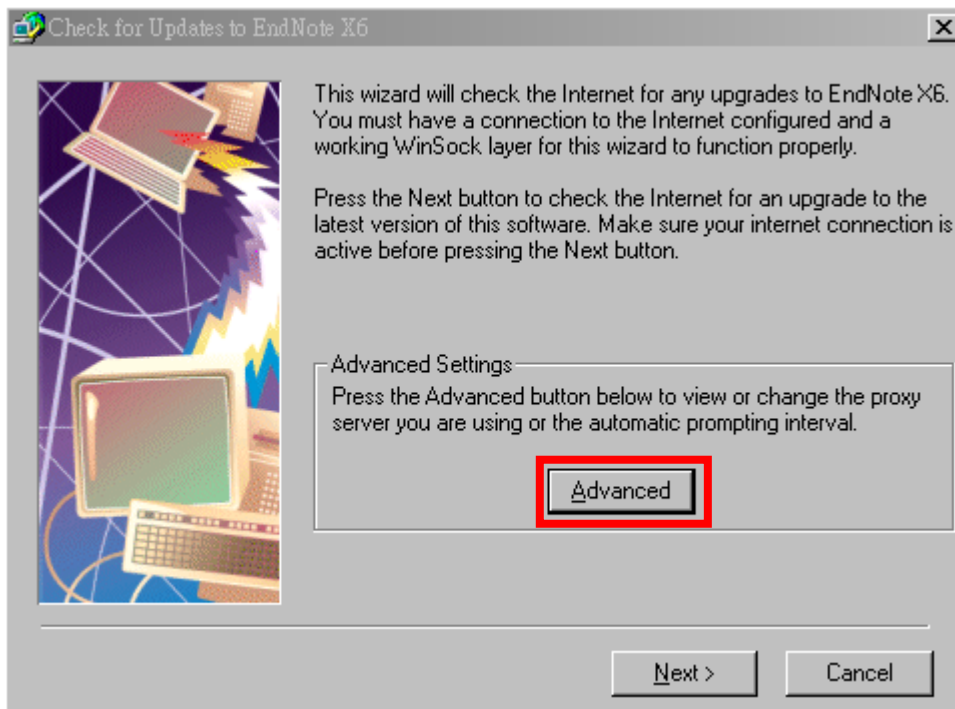 Check for Updates to EndNote X6
This wizard will check the Internet for any upgrades to EndNote X6.
You must have a connection to the Internet configured and a
working WinSock layer for this wizard to function properly.
Press the Next button to check the Internet for an upgrade to the
latest version of this software. Make sure your internet connection is
active before pressing the Next button.
Advanced Settings
Press the Advanced button below to view or change the proxy
server you are using or the automatic prompting interval.
Advanced
Next >
Cancel